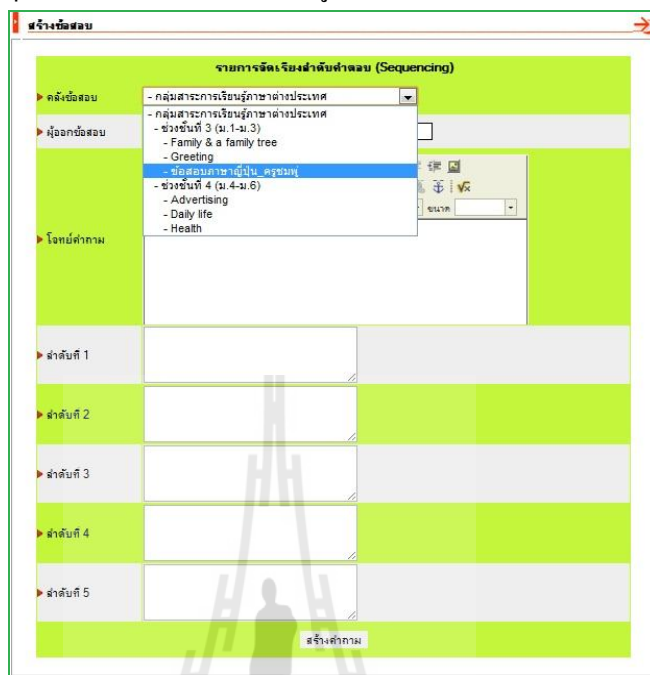 สร้างข้อสอบ
รายการจัดเรียงลำดับคำตอบ (Sequencing)
คลังข้อสอบ
- กลุ่มสาระการเรียนรู้ภาษาต่างประเทศ
- กลุ่มสาระการเรียนรู้ภาษาต่างประเทศ
- ช่วงชั้นที่ 3 (ม.1-ม.3)
ผู้ออกข้อสอบ
- Family & a family tree
- Greeting
- ข้อสอบภาษาญี่ปุ่น_ครูชมพู่
- ช่วงชั้นที่ 4 (ม.4-ม.6)
- Advertising
ขนาด
- Daily life
- Health
โจทย์คำถาม
ลำดับที่ 1
ลำดับที่ 2
ลำดับที่ 3
ลำดับที่ 4
ลำดับที่ 5
สร้างคำถาม